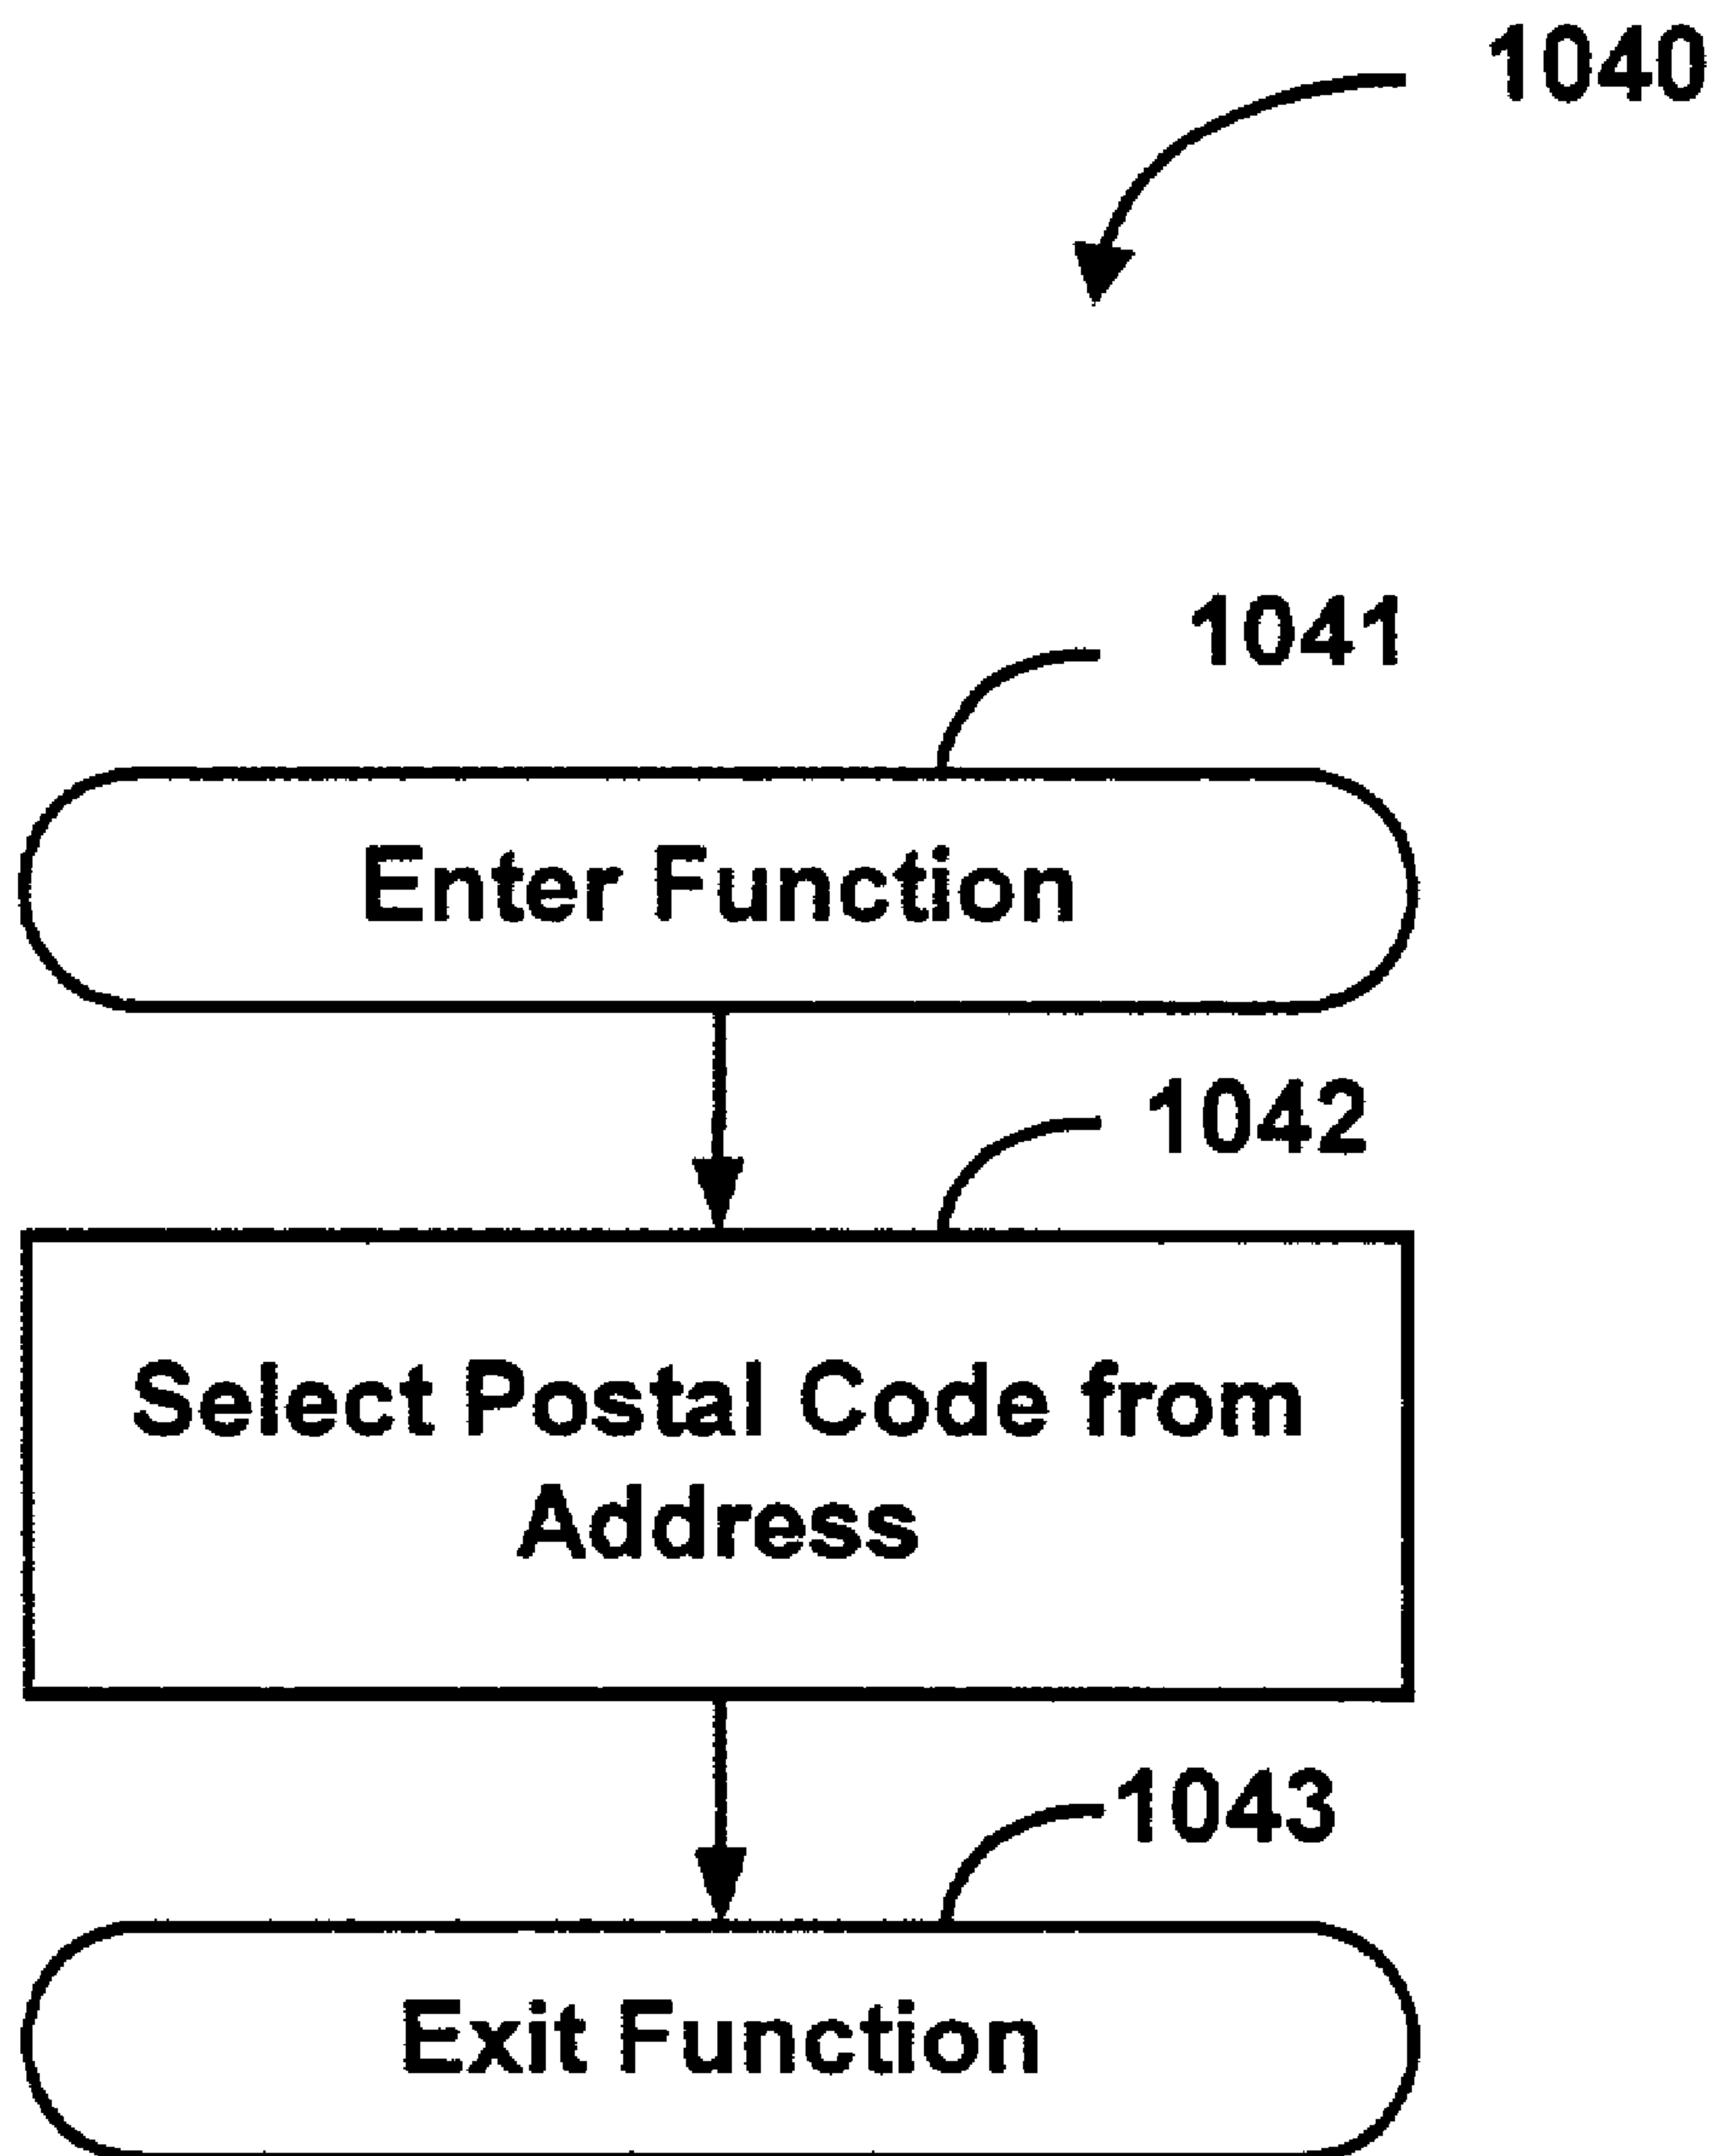 1040
1041
Enter Function
1042
Select Postal Code from
Address
1043
Exit Function